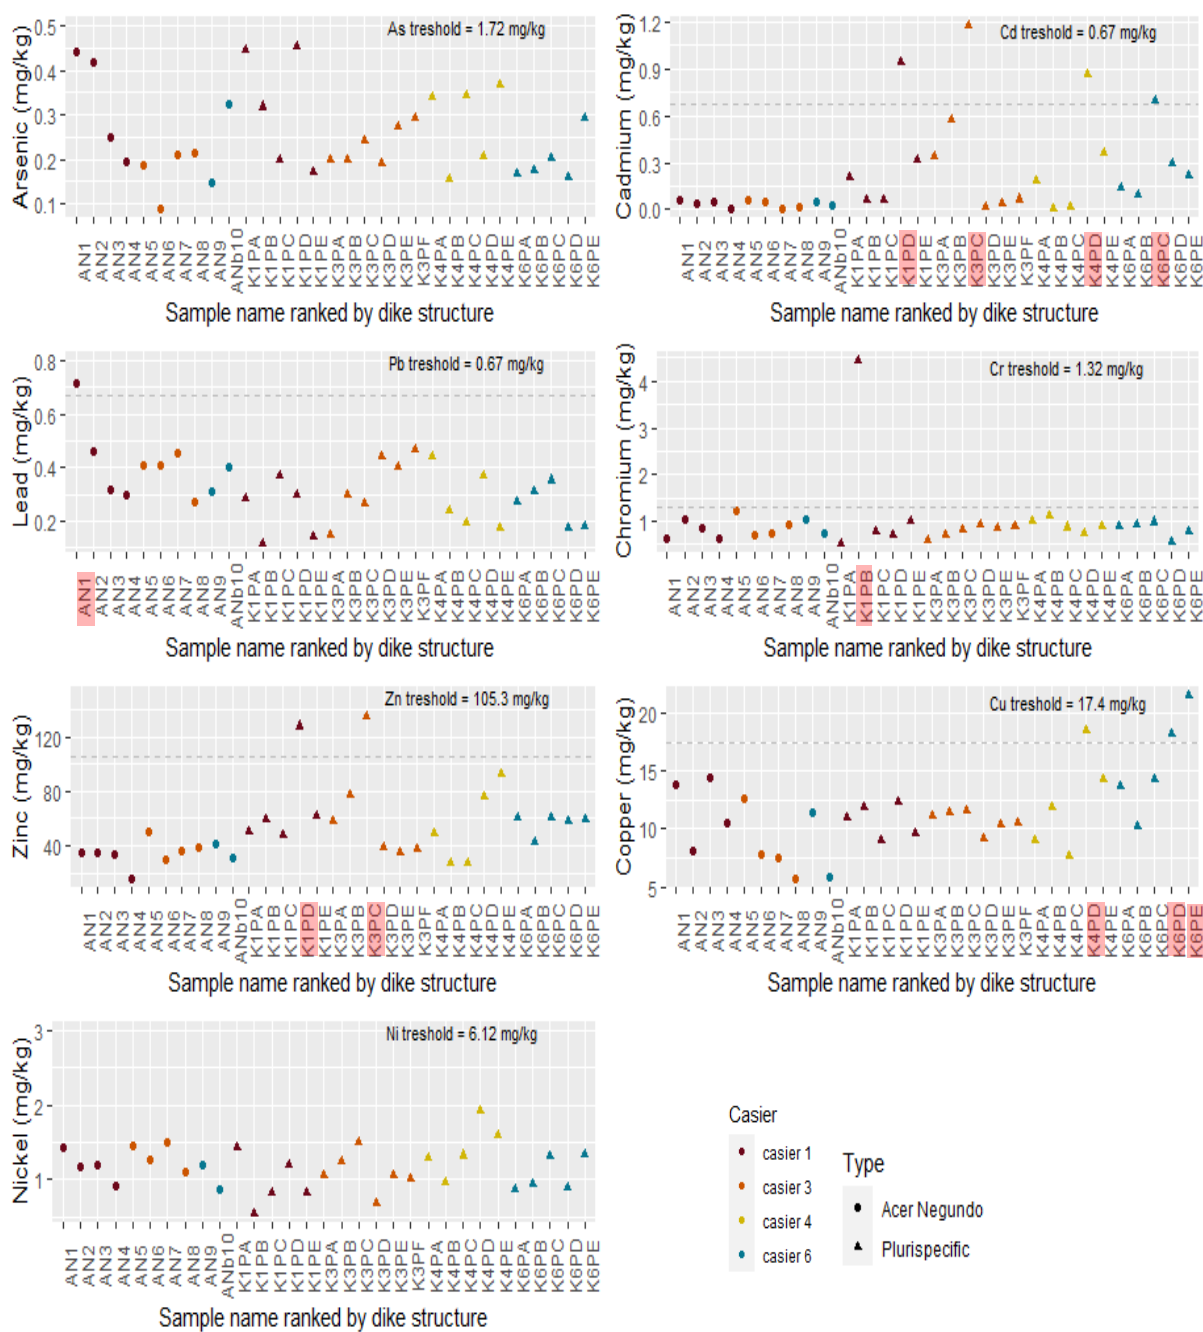 As treshold = 1.72 mg/kg
Arsenic (mg/kg)
0.5
0.4
0.3
0.2
0.1
AN1 AN2 AN3 AN4 AN5 AN6 AN7 AN8 AN9 ANb10 K1PA K1PB K1PC K1PD K1PE K3PA K3PB K3PC K3PD K3PE K3PF K4PA K4PB K4PC K4PD K4PE K6PA K6PB K6PC K6PD K6PE
Sample name ranked by dike structure
Cd treshold = 0.67 mg/kg
Cadmium (mg/kg)
1.2
0.9
0.6
0.3
0.0
AN1 AN2 AN3 AN4 AN5 AN6 AN7 AN8 AN9 ANb10 K1PA K1PB K1PC K1PD K1PE K3PA K3PB K3PC K3PD K3PE K3PF K4PA K4PB K4PC K4PD K4PE K6PA K6PB K6PC K6PD K6PE
Sample name ranked by dike structure
Pb treshold = 0.67 mg/kg
Lead (mg/kg)
0.8
0.6
0.4
0.2
AN1 AN2 AN3 AN4 AN5 AN6 AN7 AN8 AN9 ANb10 K1PA K1PB K1PC K1PD K1PE K3PA K3PB K3PC K3PD K3PE K3PF K4PA K4PB K4PC K4PD K4PE K6PA K6PB K6PC K6PD K6PE
Sample name ranked by dike structure
Cr treshold = 1.32 mg/kg
Chromium (mg/kg)
4
3
2
1
AN1 AN2 AN3 AN4 AN5 AN6 AN7 AN8 AN9 ANb10 K1PA K1PB K1PC K1PD K1PE K3PA K3PB K3PC K3PD K3PE K3PF K4PA K4PB K4PC K4PD K4PE K6PA K6PB K6PC K6PD K6PE
Sample name ranked by dike structure
Zn treshold = 105.3 mg/kg
Zinc (mg/kg)
120
80
40
AN1 AN2 AN3 AN4 AN5 AN6 AN7 AN8 AN9 ANb10 K1PA K1PB K1PC K1PD K1PE K3PA K3PB K3PC K3PD K3PE K3PF K4PA K4PB K4PC K4PD K4PE K6PA K6PB K6PC K6PD K6PE
Sample name ranked by dike structure
Cu treshold = 17.4 mg/kg
Copper (mg/kg)
20
15
10
5
AN1 AN2 AN3 AN4 AN5 AN6 AN7 AN8 AN9 ANb10 K1PA K1PB K1PC K1PD K1PE K3PA K3PB K3PC K3PD K3PE K3PF K4PA K4PB K4PC K4PD K4PE K6PA K6PB K6PC K6PD K6PE
Sample name ranked by dike structure
Ni treshold = 6.12 mg/kg
Nickel (mg/kg)
3
2
1
AN1 AN2 AN3 AN4 AN5 AN6 AN7 AN8 AN9 ANb10 K1PA K1PB K1PC K1PD K1PE K3PA K3PB K3PC K3PD K3PE K3PF K4PA K4PB K4PC K4PD K4PE K6PA K6PB K6PC K6PD K6PE
Sample name ranked by dike structure
Casier
casier 1
casier 3
casier 4
casier 6
Type
Acer Negundo
Plurispecific